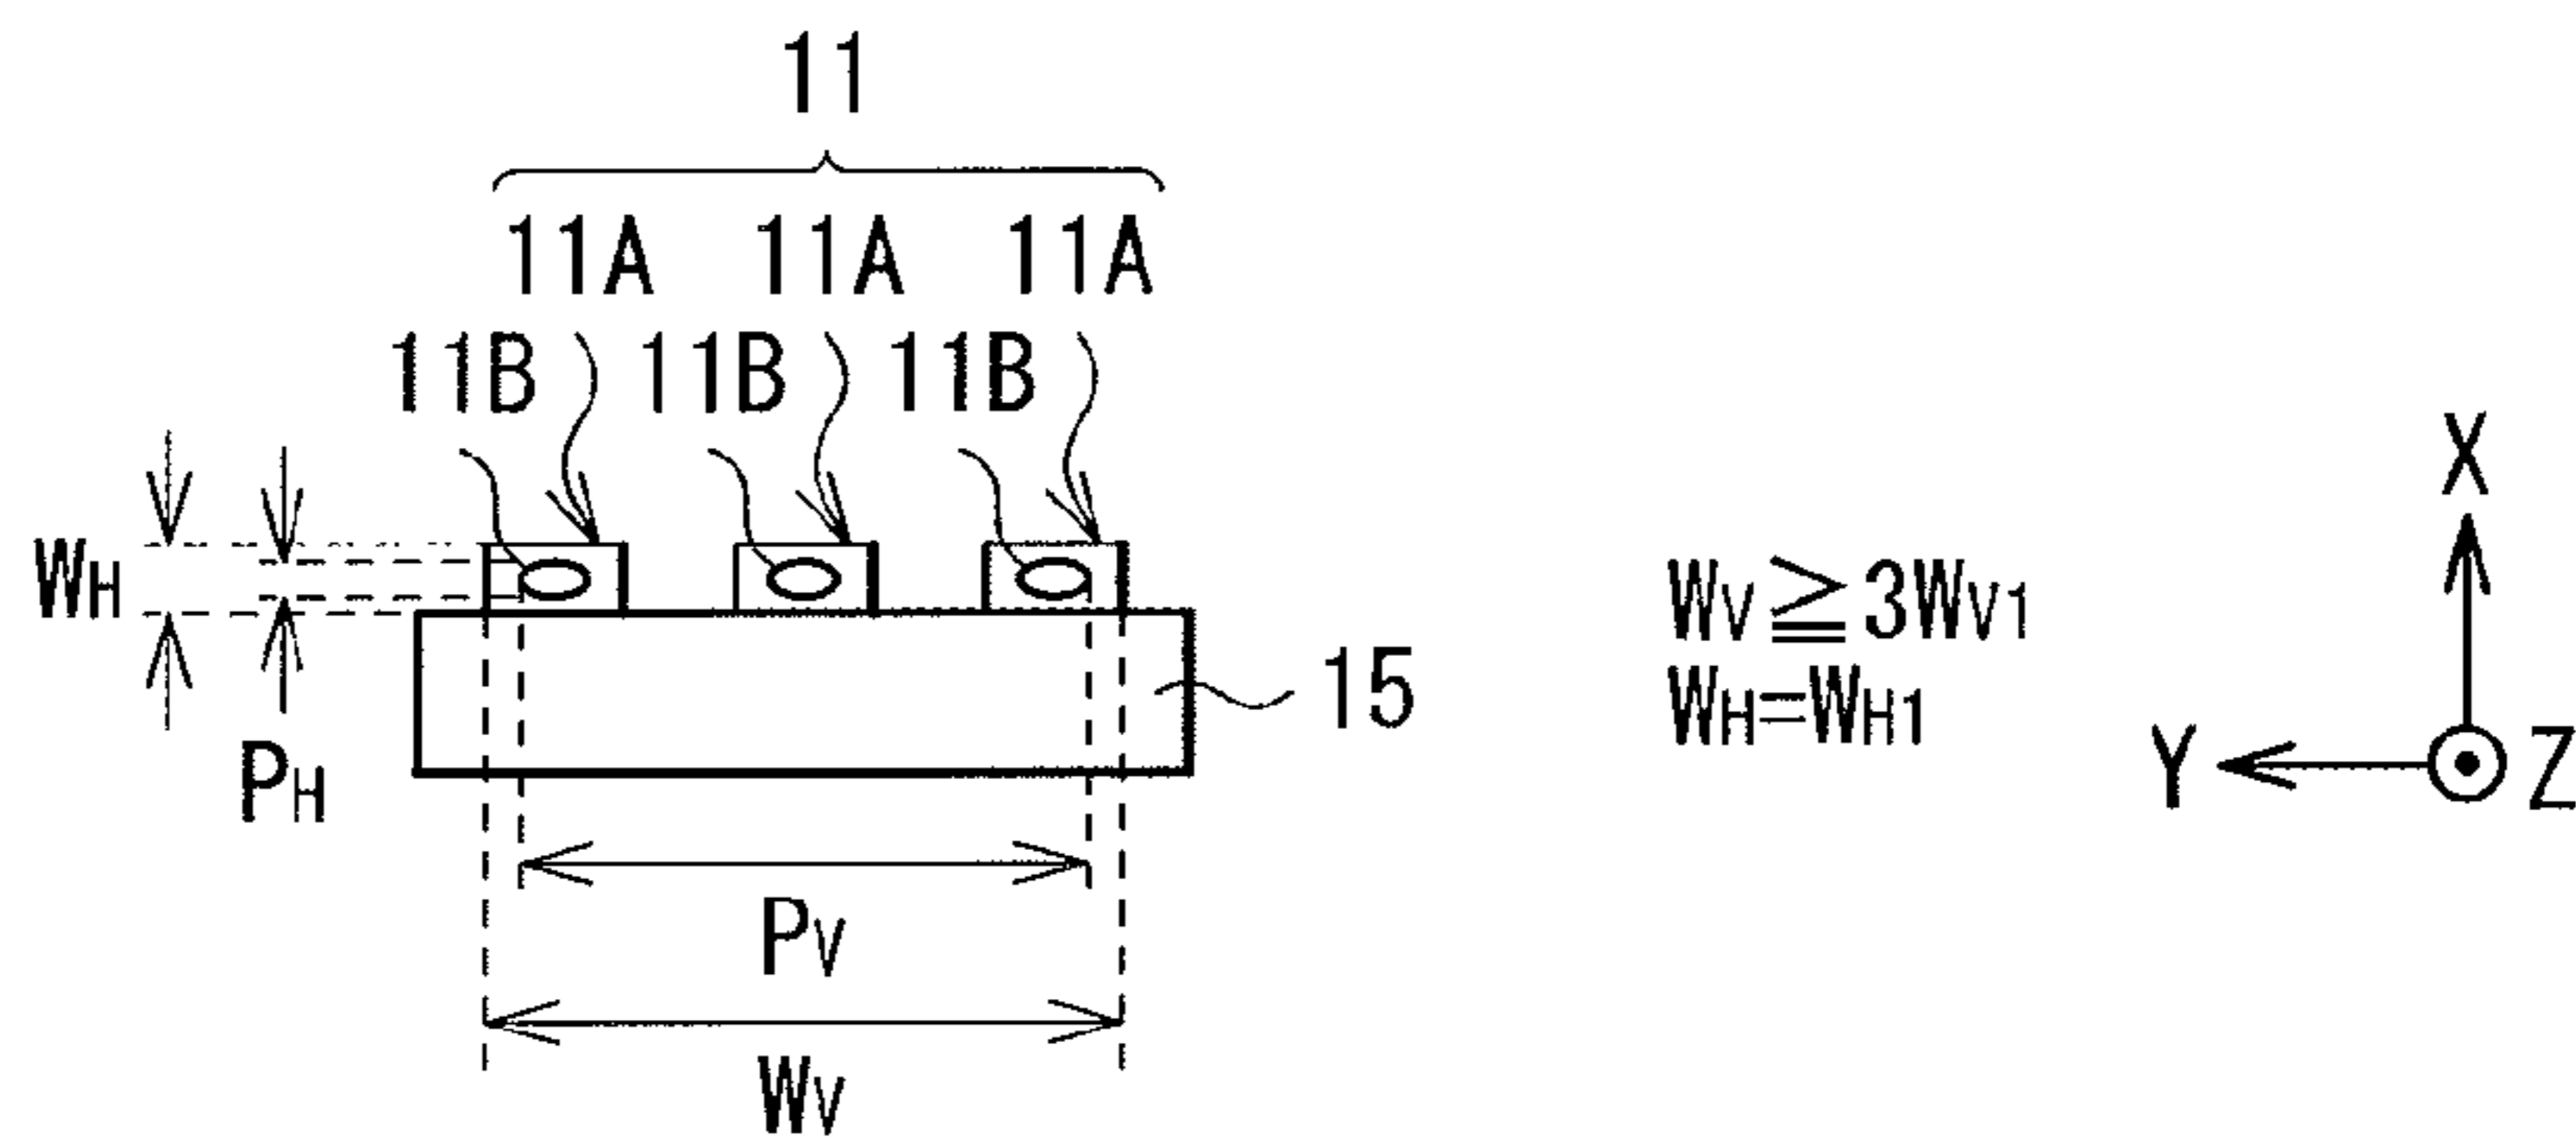 11
11A 11A 11A
11B 11B 11B
X
WH
WV≧3WV1
15
WH=WH1
PH
Y Z
PV
WV